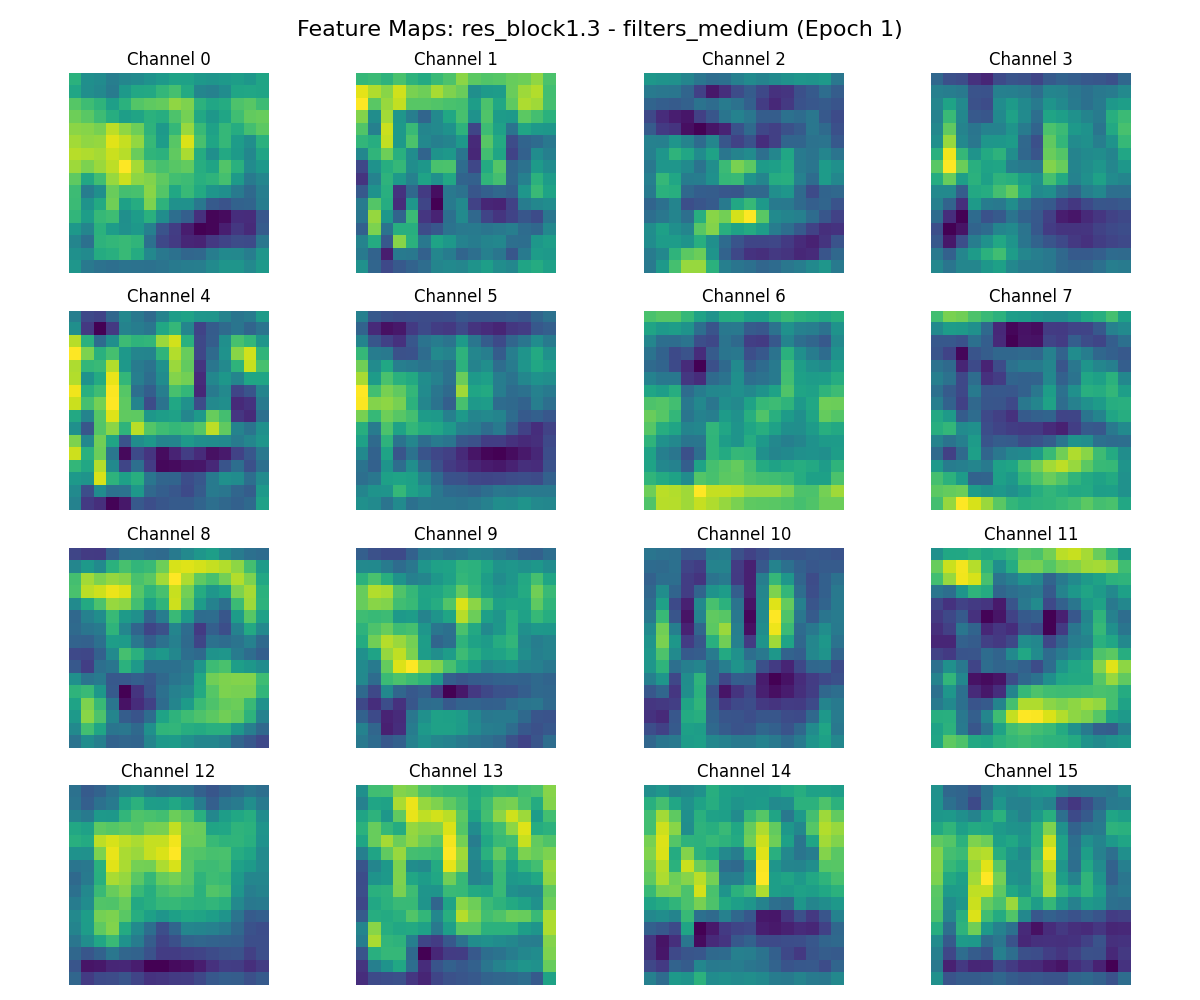 Feature Maps: res_block1.3 - filters_medium (Epoch 1)
Channel 0
Channel 1
Channel 2
Channel 3
Channel 4
Channel 5
Channel 6
Channel 7
Channel 8
Channel 9
Channel 10
Channel 11
Channel 12
Channel 13
Channel 14
Channel 15